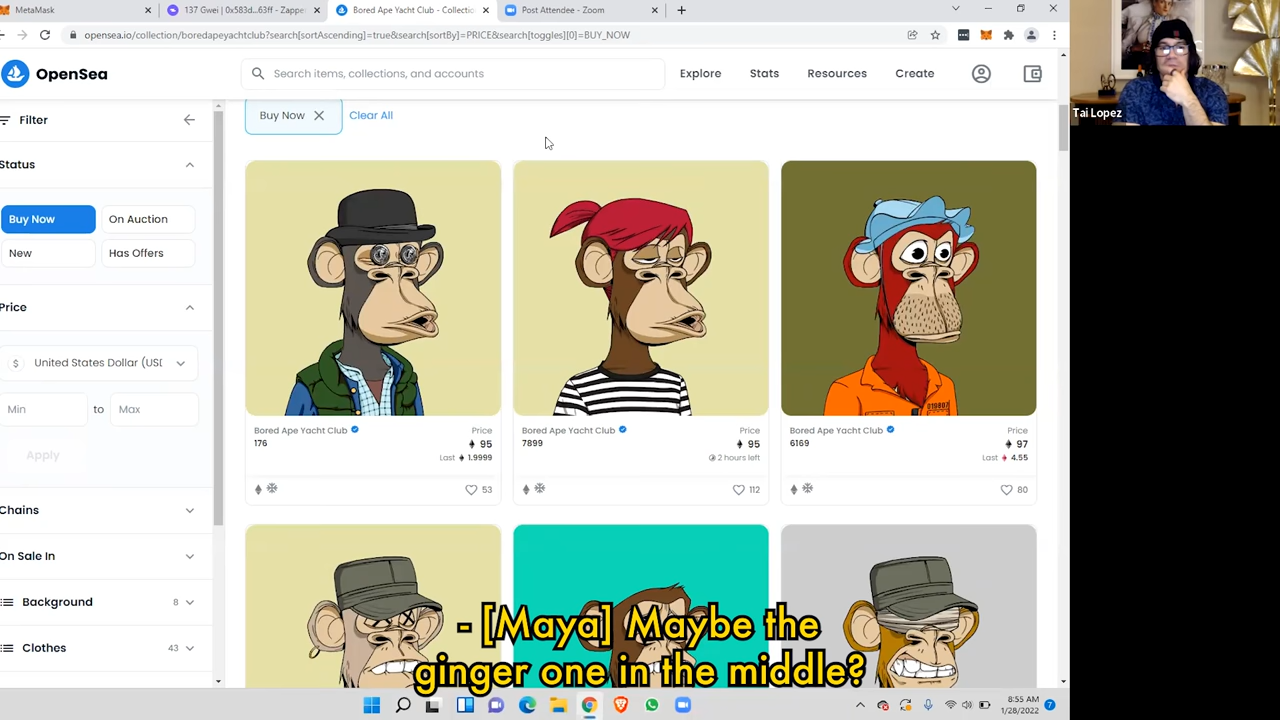 MetaMask
137 Gwei | 0x583d...63ff - Zappe
Bored Ape Yacht Club - Collectio
Post Attendee - Zoom
opensea.io/collection/boredapeyachtclub?search[sortAscending]=true&search[sortBy]=PRICE&search[toggles][0]=BUY_NOW
OpenSea
Search items, collections, and accounts
Explore
Stats
Resources
Create
Tai Lopez
Filter
Buy Now
Clear All
Status
Buy Now
On Auction
New
Has Offers
Price
$ United States Dollar (USD
Min
to
Max
Apply
Chains
On Sale In
Background
8
Clothes
43
Bored Ape Yacht Club
Price
176
95
Last 1.9999
53
Bored Ape Yacht Club
Price
7899
95
2 hours left
112
Bored Ape Yacht Club
Price
6169
97
Last 4.55
80
- [Maya] Maybe the
ginger one in the middle?
8:55 AM
1/28/2022
7